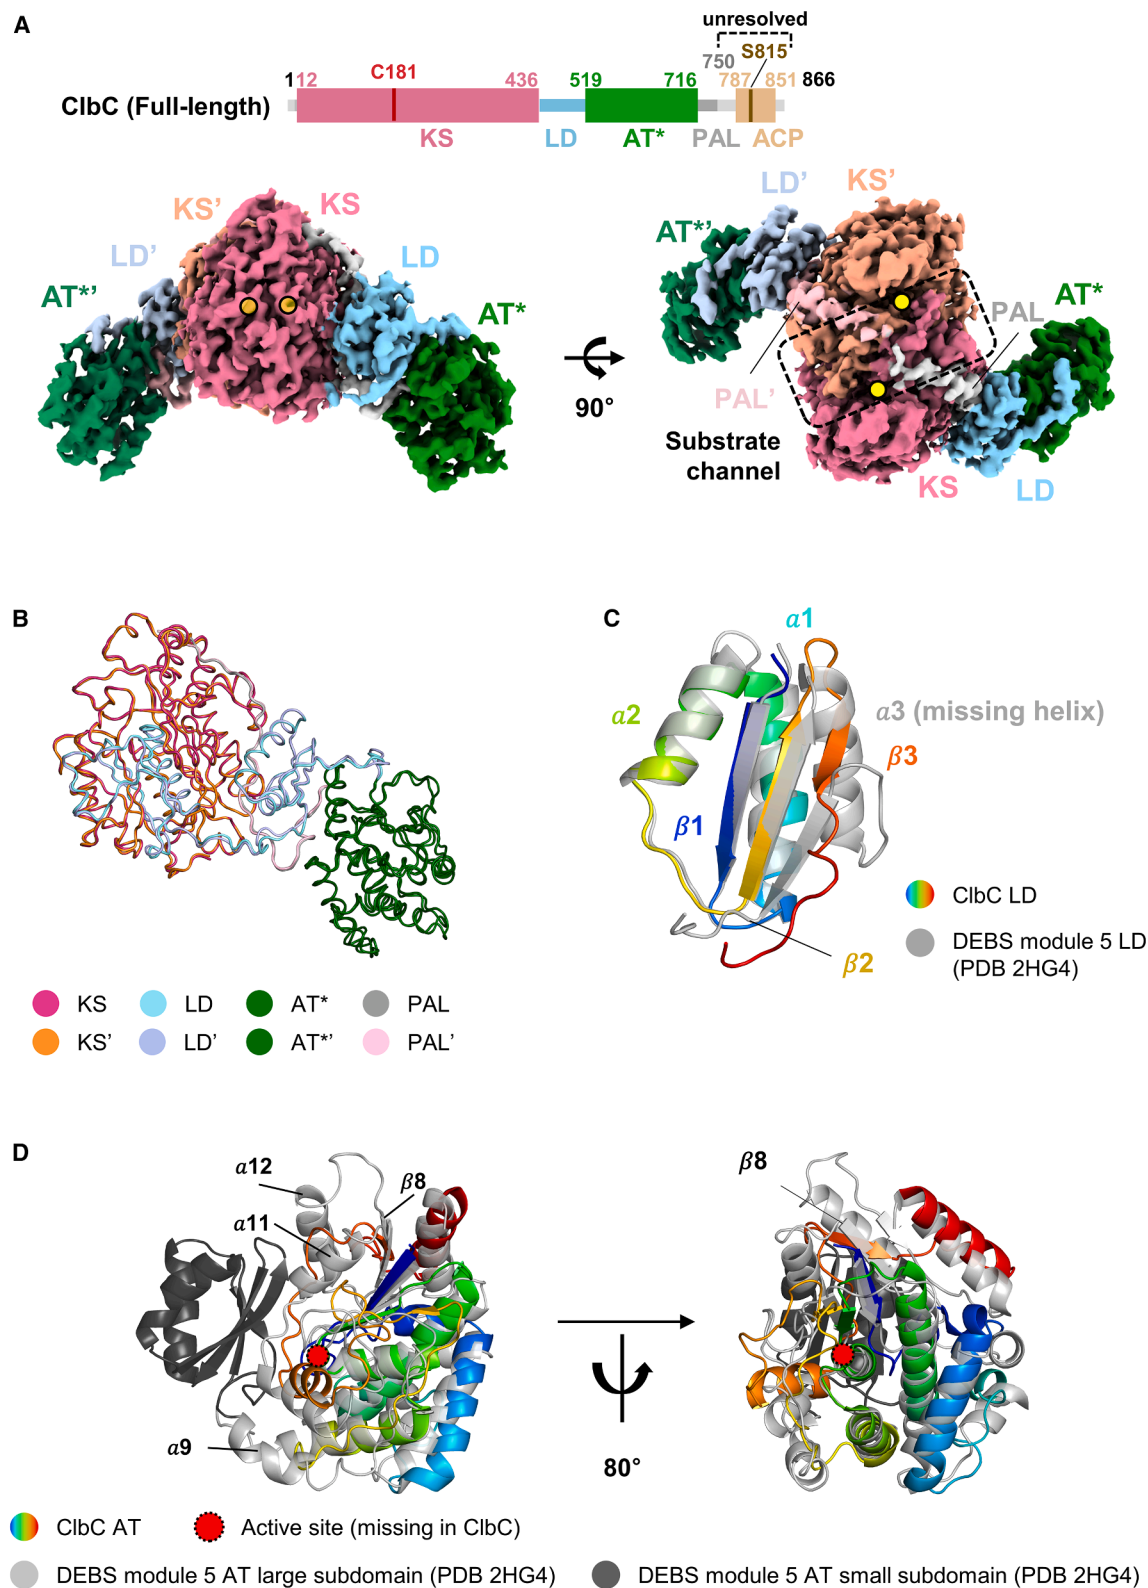 A
unresolved
750
S815
1
12
C181
436
519
716
787
851
866
ClbC (Full-length)
KS
LD
AT*
PAL
ACP
KS’
KS
LD’
LD
AT*’
AT*
90°
LD’
KS’
AT*’
AT*
PAL
PAL’
Substrate
channel
KS
LD
B
KS
LD
AT*
PAL
KS’
LD’
AT*’
PAL’
C
α1
α2
α3 (missing helix)
β3
β1
β2
ClbC LD
DEBS module 5 LD
(PDB 2HG4)
D
α12
β8
α11
α9
80°
β8
ClbC AT
Active site (missing in ClbC)
DEBS module 5 AT large subdomain (PDB 2HG4)
DEBS module 5 AT small subdomain (PDB 2HG4)